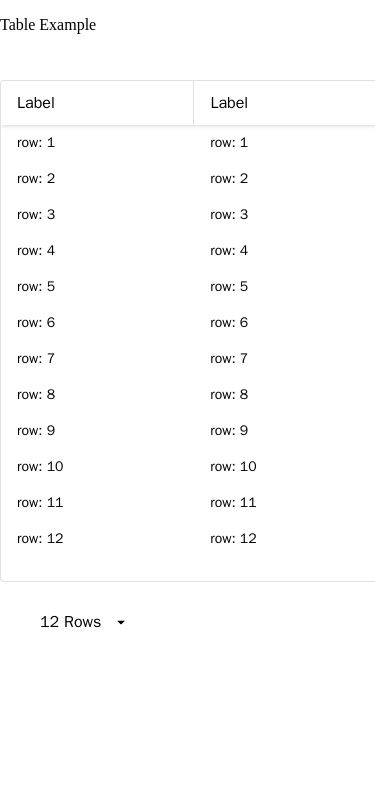 Table Example
Label Label
row: 1 row: 1
row: 2 row: 2
row: 3 row: 3
row: 4 row: 4
row: 5 row: 5
row: 6 row: 6
row: 7 row: 7
row: 8 row: 8
row: 9 row: 9
row: 10 row: 10
row: 11 row: 11
row: 12 row: 12
12 Rows